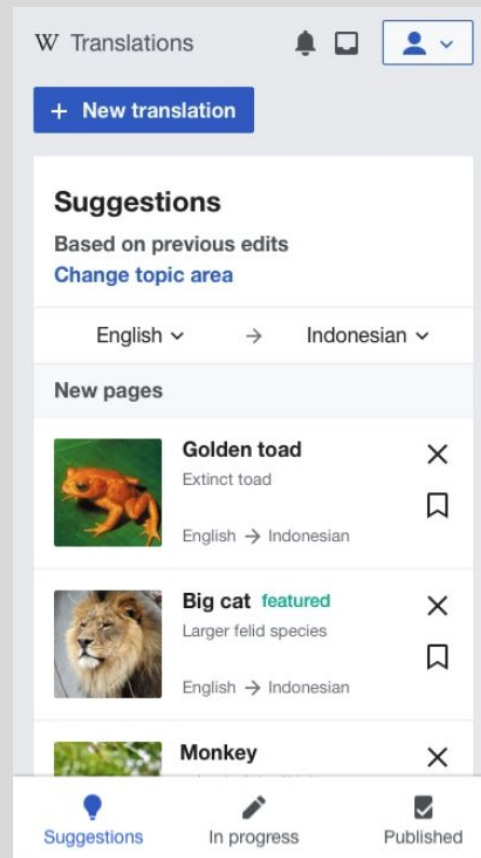 W Translations
+ New translation
Suggestions
Based on previous edits
Change topic area
English → Indonesian
New pages
Golden toad
Extinct toad
English → Indonesian
Big cat featured
Larger felid species
English → Indonesian
Monkey
Suggestions In progress Published